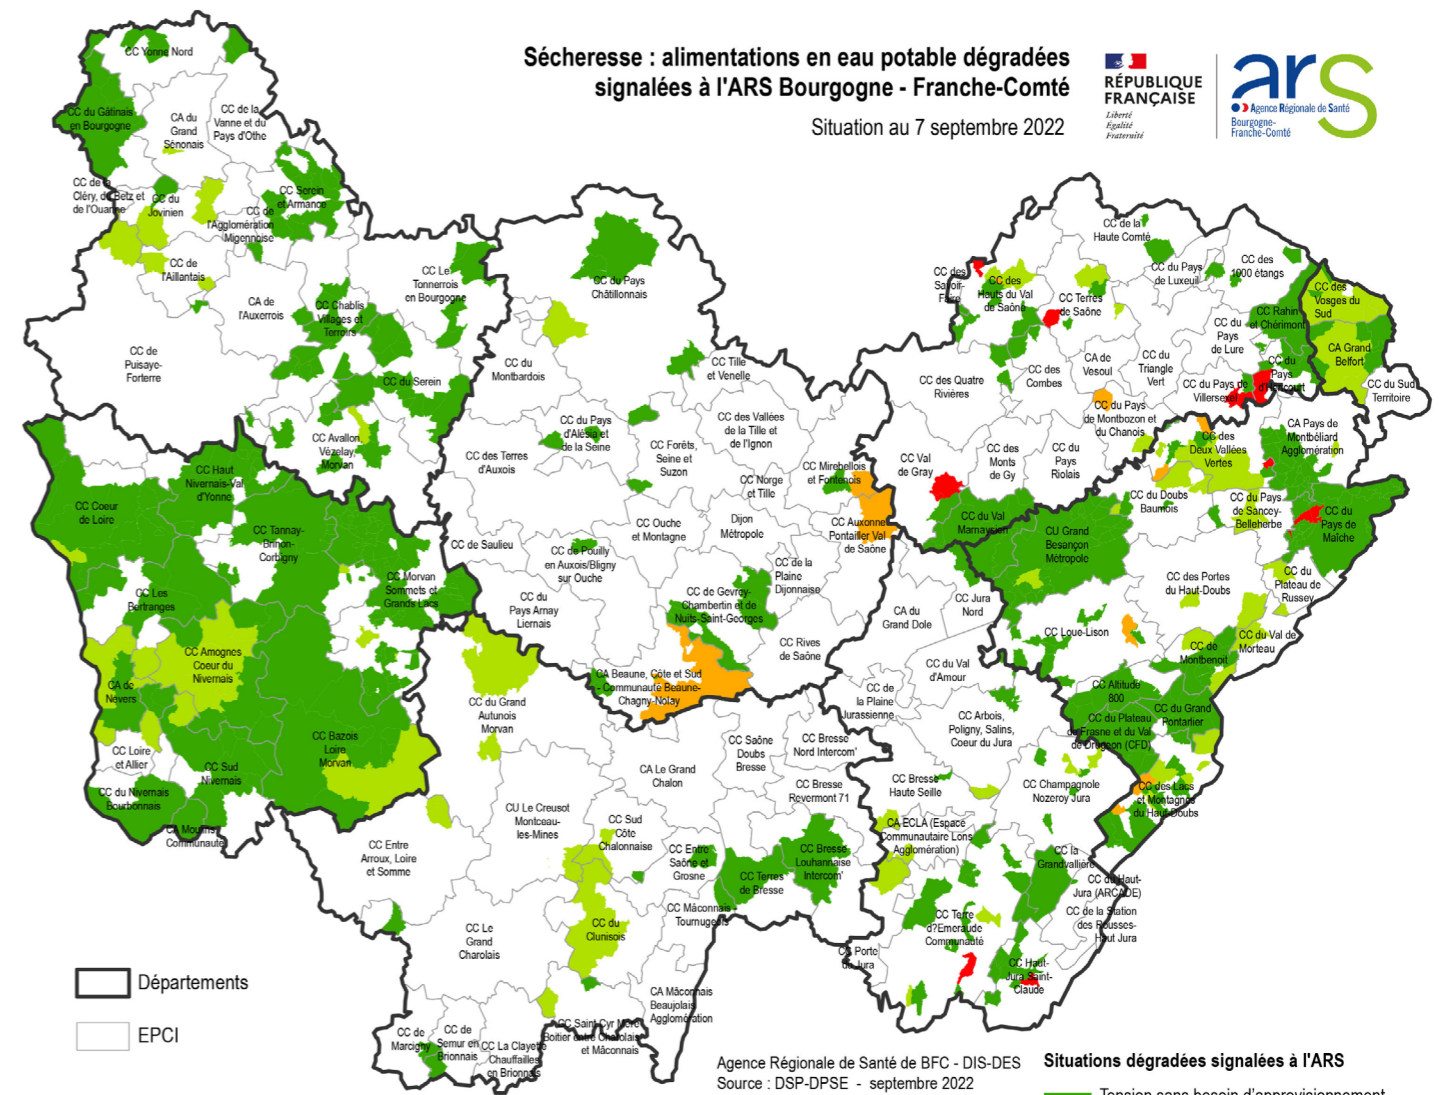 Sécheresse : alimentations en eau potable dégradées
signalées à l'ARS Bourgogne - Franche-Comté
Situation au 7 septembre 2022
RÉPUBLIQUE
FRANÇAISE
Liberté
Égalité
Fraternité
ars
Agence Régionale de Santé
Bourgogne-
Franche-Comté
CC Yonne Nord
CC du Gâtinais
en Bourgogne
CA du
Grand
Sénonais
CC de la
Vanne et du
Pays d'Othe
CC de la
Cléry, du Betz et
de l'Ouanne
CC du
Jovinien
CC de
l'Agglomération
Migennoise
CC Serein
et Armance
CC de
l'Aillantais
CA de
l'Auxerrois
CC Le
Tonnerrois
en Bourgogne
CC Chablis
Villages et
Terroirs
CC de
Puisaye-
Forterre
CC du Serein
CC Avallon,
Vézelay,
Morvan
CC du Pays
Châtillonnais
CC du
Montbardois
CC Tille
et Venelle
CC des Vallées
de la Tille et
de l'Ignon
CC du Pays
d'Alésia et
de la Seine
CC Forêts,
Seine et
Suzon
CC des Terres
d'Auxois
CC Norge
et Tille
CC Mirebellois
et Fontenois
CC Ouche
et Montagne
Dijon
Métropole
CC Auxonne
Pontailler Val
de Saône
CC de Saulieu
CC de Pouilly
en Auxois/Bligny
sur Ouche
CC de la
Plaine
Dijonnaise
CC du
Pays Arnay
Liernais
CC de Gevrey-
Chambertin et de
Nuits-Saint-Georges
CC Rives
de Saône
CA Beaune, Côte et Sud
- Communauté Beaune-
Chagny-Nolay
CC de la
Haute Comté
CC des
Savoir-
Faire
CC des
Hauts du Val
de Saône
CC Terres
de Saône
CC du Pays
de Luxeuil
CC des
1000 étangs
CC des
Vosges du
Sud
CC Rahin
et Chérimont
CC du
Pays
de Lure
CA Grand
Belfort
CC du
Pays
d'Héricourt
CC du Sud
Territoire
CC des Quatre
Rivières
CC des
Combes
CA de
Vesoul
CC du
Triangle
Vert
CC du Pays de
Villersexel
CC du Pays
de Montbozon et
du Chanois
CC Val
de Gray
CC des
Monts
de Gy
CC du
Pays
Riolais
CC des
Deux Vallées
Vertes
CA Pays de
Montbéliard
Agglomération
CC du Doubs
Baumois
CC du Pays
de Sancey-
Belleherbe
CC du
Pays de
Maîche
CC du Val
Marnaysien
CU Grand
Besançon
Métropole
CC des Portes
du Haut-Doubs
CC du
Plateau de
Russey
CC Jura
Nord
CA du
Grand Dole
CC Loue-Lison
CC de
Montbenoit
CC du Val de
Morteau
CC du Val
d'Amour
CC de
la Plaine
Jurassienne
CC Altitude
800
CC du Grand
Pontarlier
CC du Plateau
de Frasne et du Val
de Drugeon (CFD)
CC Arbois,
Poligny, Salins,
Coeur du Jura
CC Bresse
Haute Seille
CC Champagnole
Nozeroy Jura
CC des Lacs
et Montagnes
du Haut-Doubs
CA ECLA (Espace
Communautaire Lons
Agglomération)
CC la
Grandvallière
CC du Haut-
Jura (ARCADE)
CC de la Station
des Rousses-
Haut Jura
CC Terre
d?Emeraude
Communauté
CC Porte
du Jura
CC Haut-
Jura Saint-
Claude
CC Coeur
de Loire
CC Haut
Nivernais-Val
d'Yonne
CC Tannay-
Brinon-
Corbigny
CC Morvan
Sommets et
Grands Lacs
CC Les
Bertranges
CC Amognes
Coeur du
Nivernais
CA de
Nevers
CC Loire
et Allier
CC Bazois
Loire
Morvan
CC Sud
Nivernais
CC du Nivernais
Bourbonnais
CA Moulins
Communauté
CC du Grand
Autunois
Morvan
CC Saône
Doubs
Bresse
CC Bresse
Nord Intercom'
CA Le Grand
Chalon
CC Bresse
Revermont 71
CU Le Creusot
Montceau-
les-Mines
CC Sud
Côte
Chalonnaise
CC Entre
Arroux, Loire
et Somme
CC Entre
Saône et
Grosne
CC Terres
de Bresse
CC Bresse
Louhannaise
Intercom'
CC Mâconnais -
Tournugeois
CC du
Clunisois
CC Le
Grand
Charolais
CA Mâconnais
Beaujolais
Agglomération
CC Saint Cyr Mère
Boitier entre Charolais
et Mâconnais
CC de
Marcigny
CC de
Semur en
Brionnais
CC La Clayette
Chauffailles
en Brionnais
Départements
EPCI
Agence Régionale de Santé de BFC - DIS-DES
Source : DSP-DPSE - septembre 2022
Situations dégradées signalées à l'ARS
Tension sans besoin d'approvisionnement